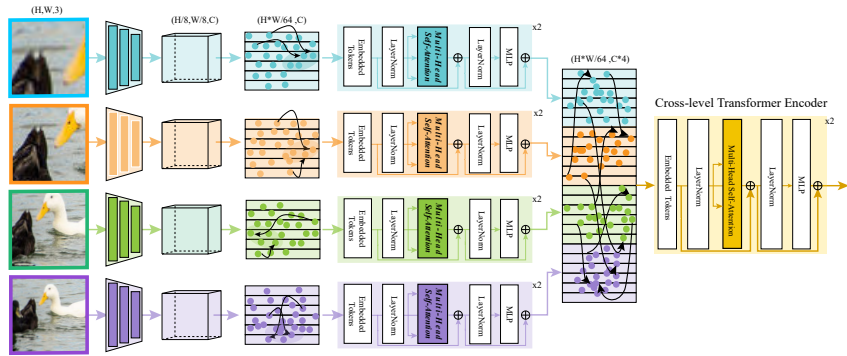 (H,W,3)
(H/8,W/8,C)
(H*W/64 ,C)
x2
Embedded
Tokens
LayerNorm
Multi-Head
Self-Attention
LayerNorm
MLP
x2
Embedded
Tokens
LayerNorm
Multi-Head
Self-Attention
LayerNorm
MLP
x2
Embedded
Tokens
LayerNorm
Multi-Head
Self-Attention
LayerNorm
MLP
x2
Embedded
Tokens
LayerNorm
Multi-Head
Self-Attention
LayerNorm
MLP
(H*W/64 ,C*4)
Cross-level Transformer Encoder
x2
Embedded Tokens
LayerNorm
Multi-Head Self-Attention
LayerNorm
MLP